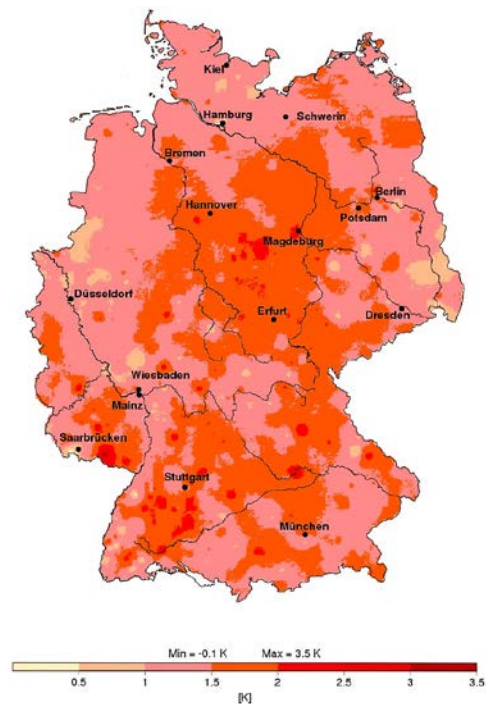 Kiel
Hamburg
Schwerin
Bremen
Berlin
Hannover
Potsdam
Magdeburg
Düsseldorf
Erfurt
Dresden
Wiesbaden
Mainz
Saarbrücken
Stuttgart
München
Min = -0.1 K Max = 3.5 K
0.5 1 1.5 2 2.5 3 3.5
[K]